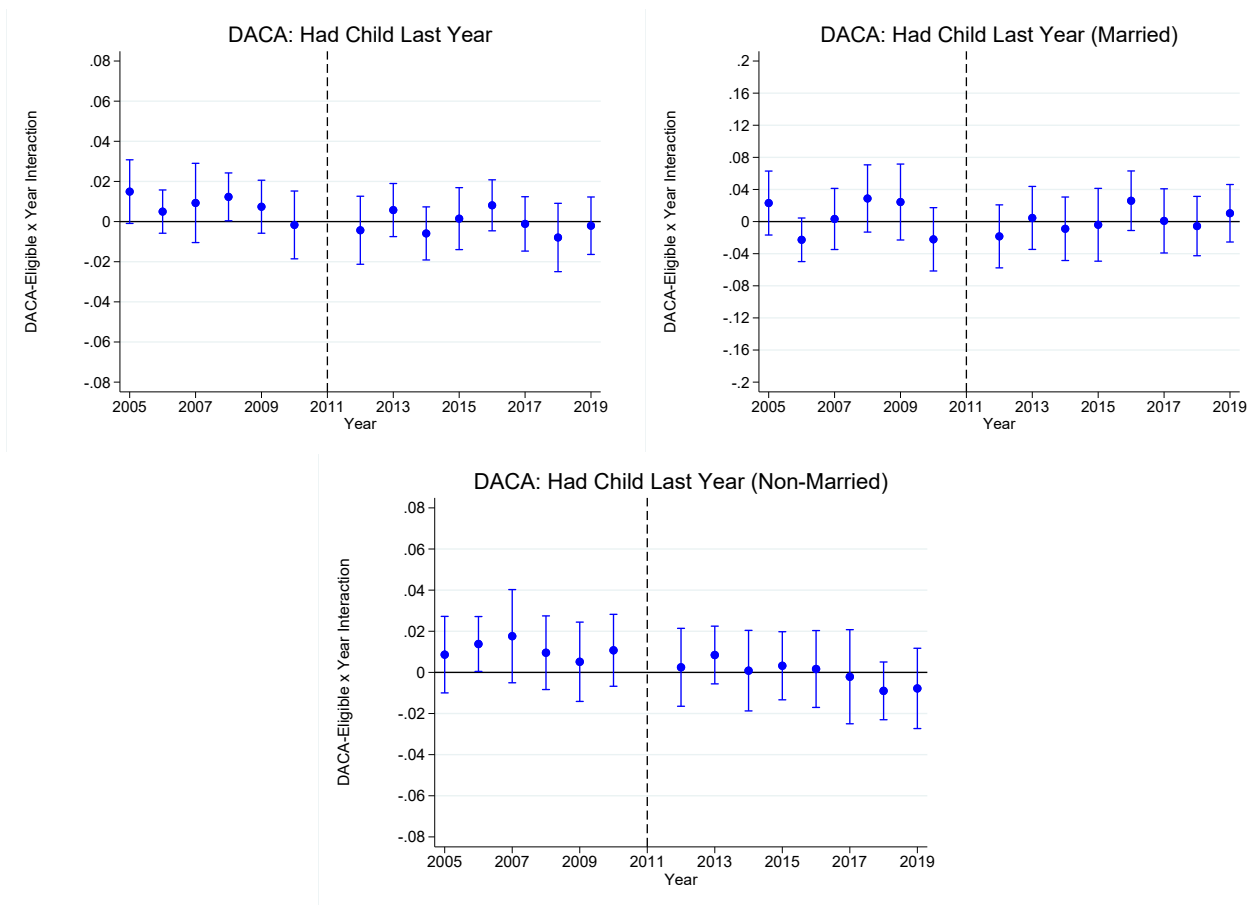 DACA: Had Child Last Year
DACA-Eligible x Year Interaction
.08
.06
.04
.02
0
-.02
-.04
-.06
-.08
2005 2007 2009 2011 2013 2015 2017 2019
Year
DACA: Had Child Last Year (Married)
DACA-Eligible x Year Interaction
.2
.16
.12
.08
.04
0
-.04
-.08
-.12
-.16
-.2
2005 2007 2009 2011 2013 2015 2017 2019
Year
DACA: Had Child Last Year (Non-Married)
DACA-Eligible x Year Interaction
.08
.06
.04
.02
0
-.02
-.04
-.06
-.08
2005 2007 2009 2011 2013 2015 2017 2019
Year